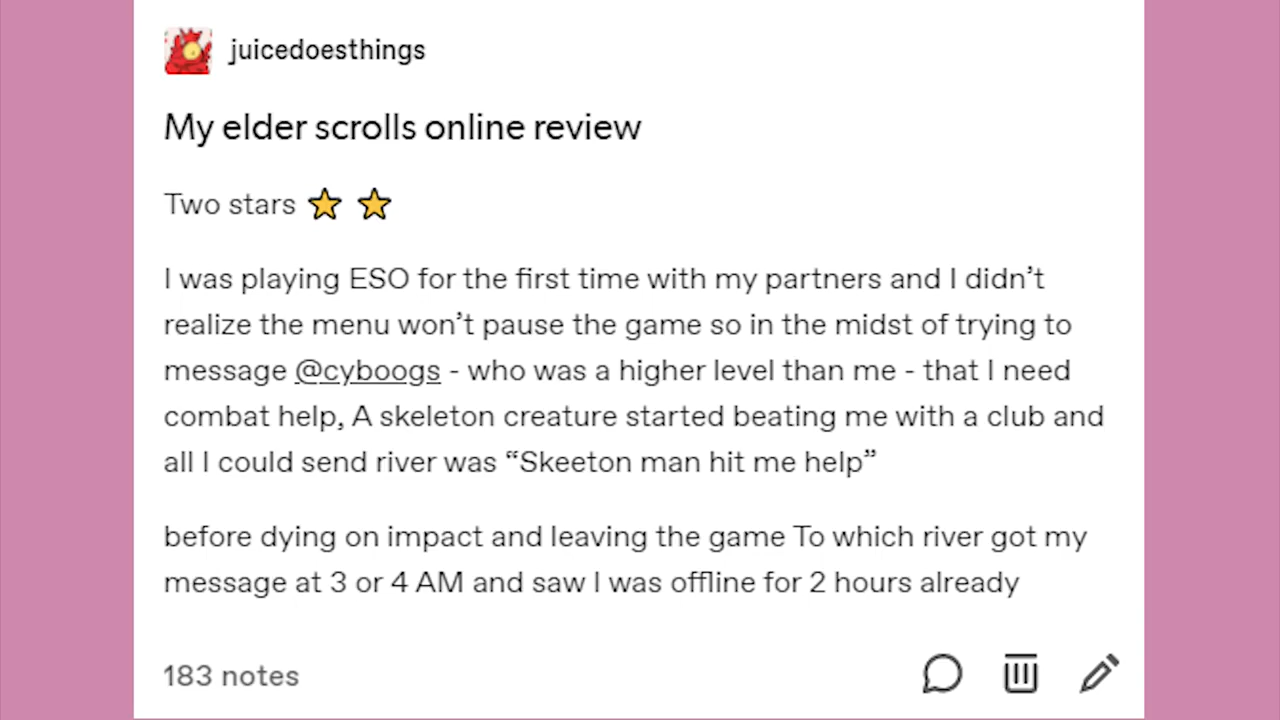 juicedoesthings
My elder scrolls online review
Two stars ⭐ ⭐
I was playing ESO for the first time with my partners and I didn’t
realize the menu won’t pause the game so in the midst of trying to
message @cyboogs - who was a higher level than me - that I need
combat help, A skeleton creature started beating me with a club and
all I could send river was “Skeeton man hit me help”
before dying on impact and leaving the game To which river got my
message at 3 or 4 AM and saw I was offline for 2 hours already
183 notes